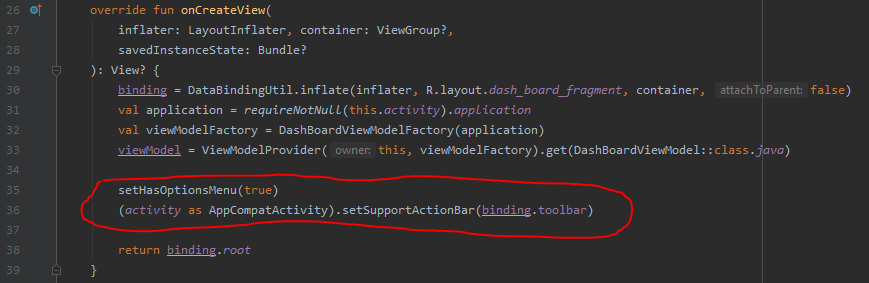 26 override fun onCreateView(
27 inflater: LayoutInflater, container: ViewGroup?,
28 savedInstanceState: Bundle?
29 ): View? {
30 binding = DataBindingUtil.inflate(inflater, R.layout.dash_board_fragment, container, attachToParent: false)
31 val application = requireNotNull(this.activity).application
32 val viewModelFactory = DashBoardViewModelFactory(application)
33 viewModel = ViewModelProvider( owner: this, viewModelFactory).get(DashBoardViewModel::class.java)
34
35 setHasOptionsMenu(true)
36 (activity as AppCompatActivity).setSupportActionBar(binding.toolbar)
37
38 return binding.root
39 }